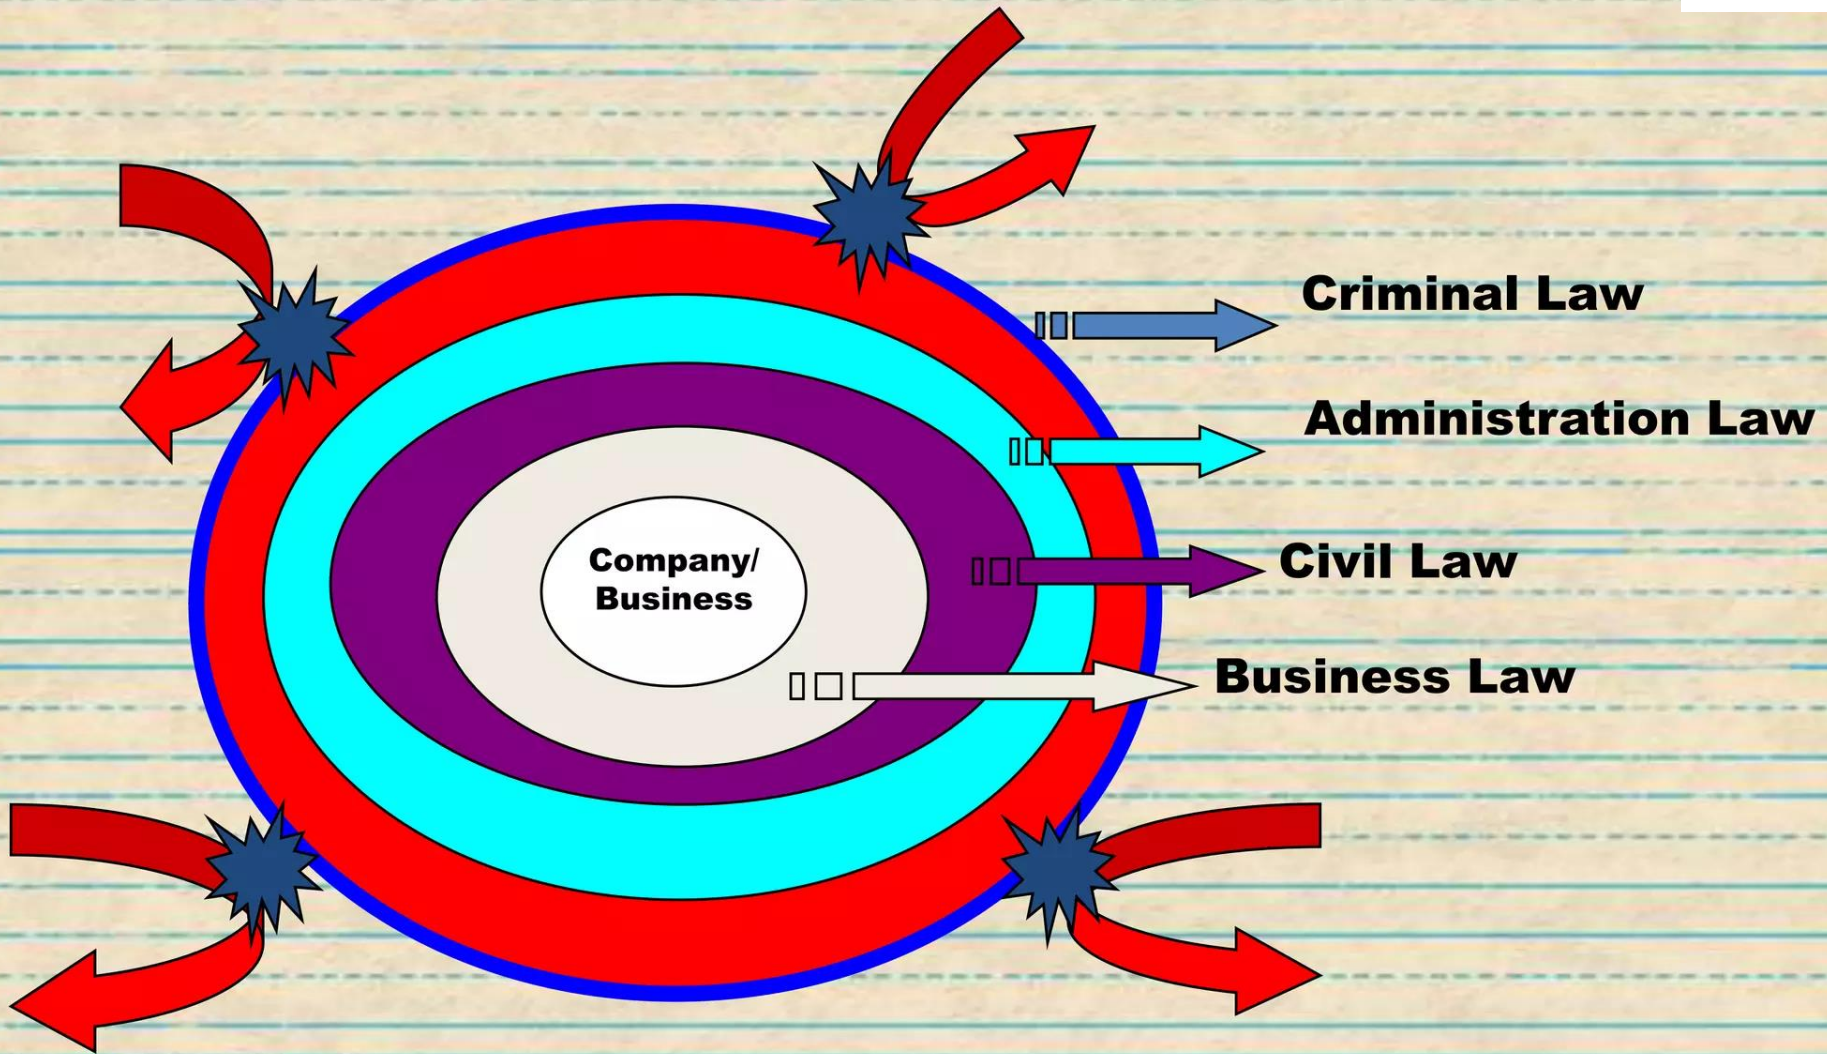 Criminal Law
Administration Law
Company/
Business
Civil Law
Business Law